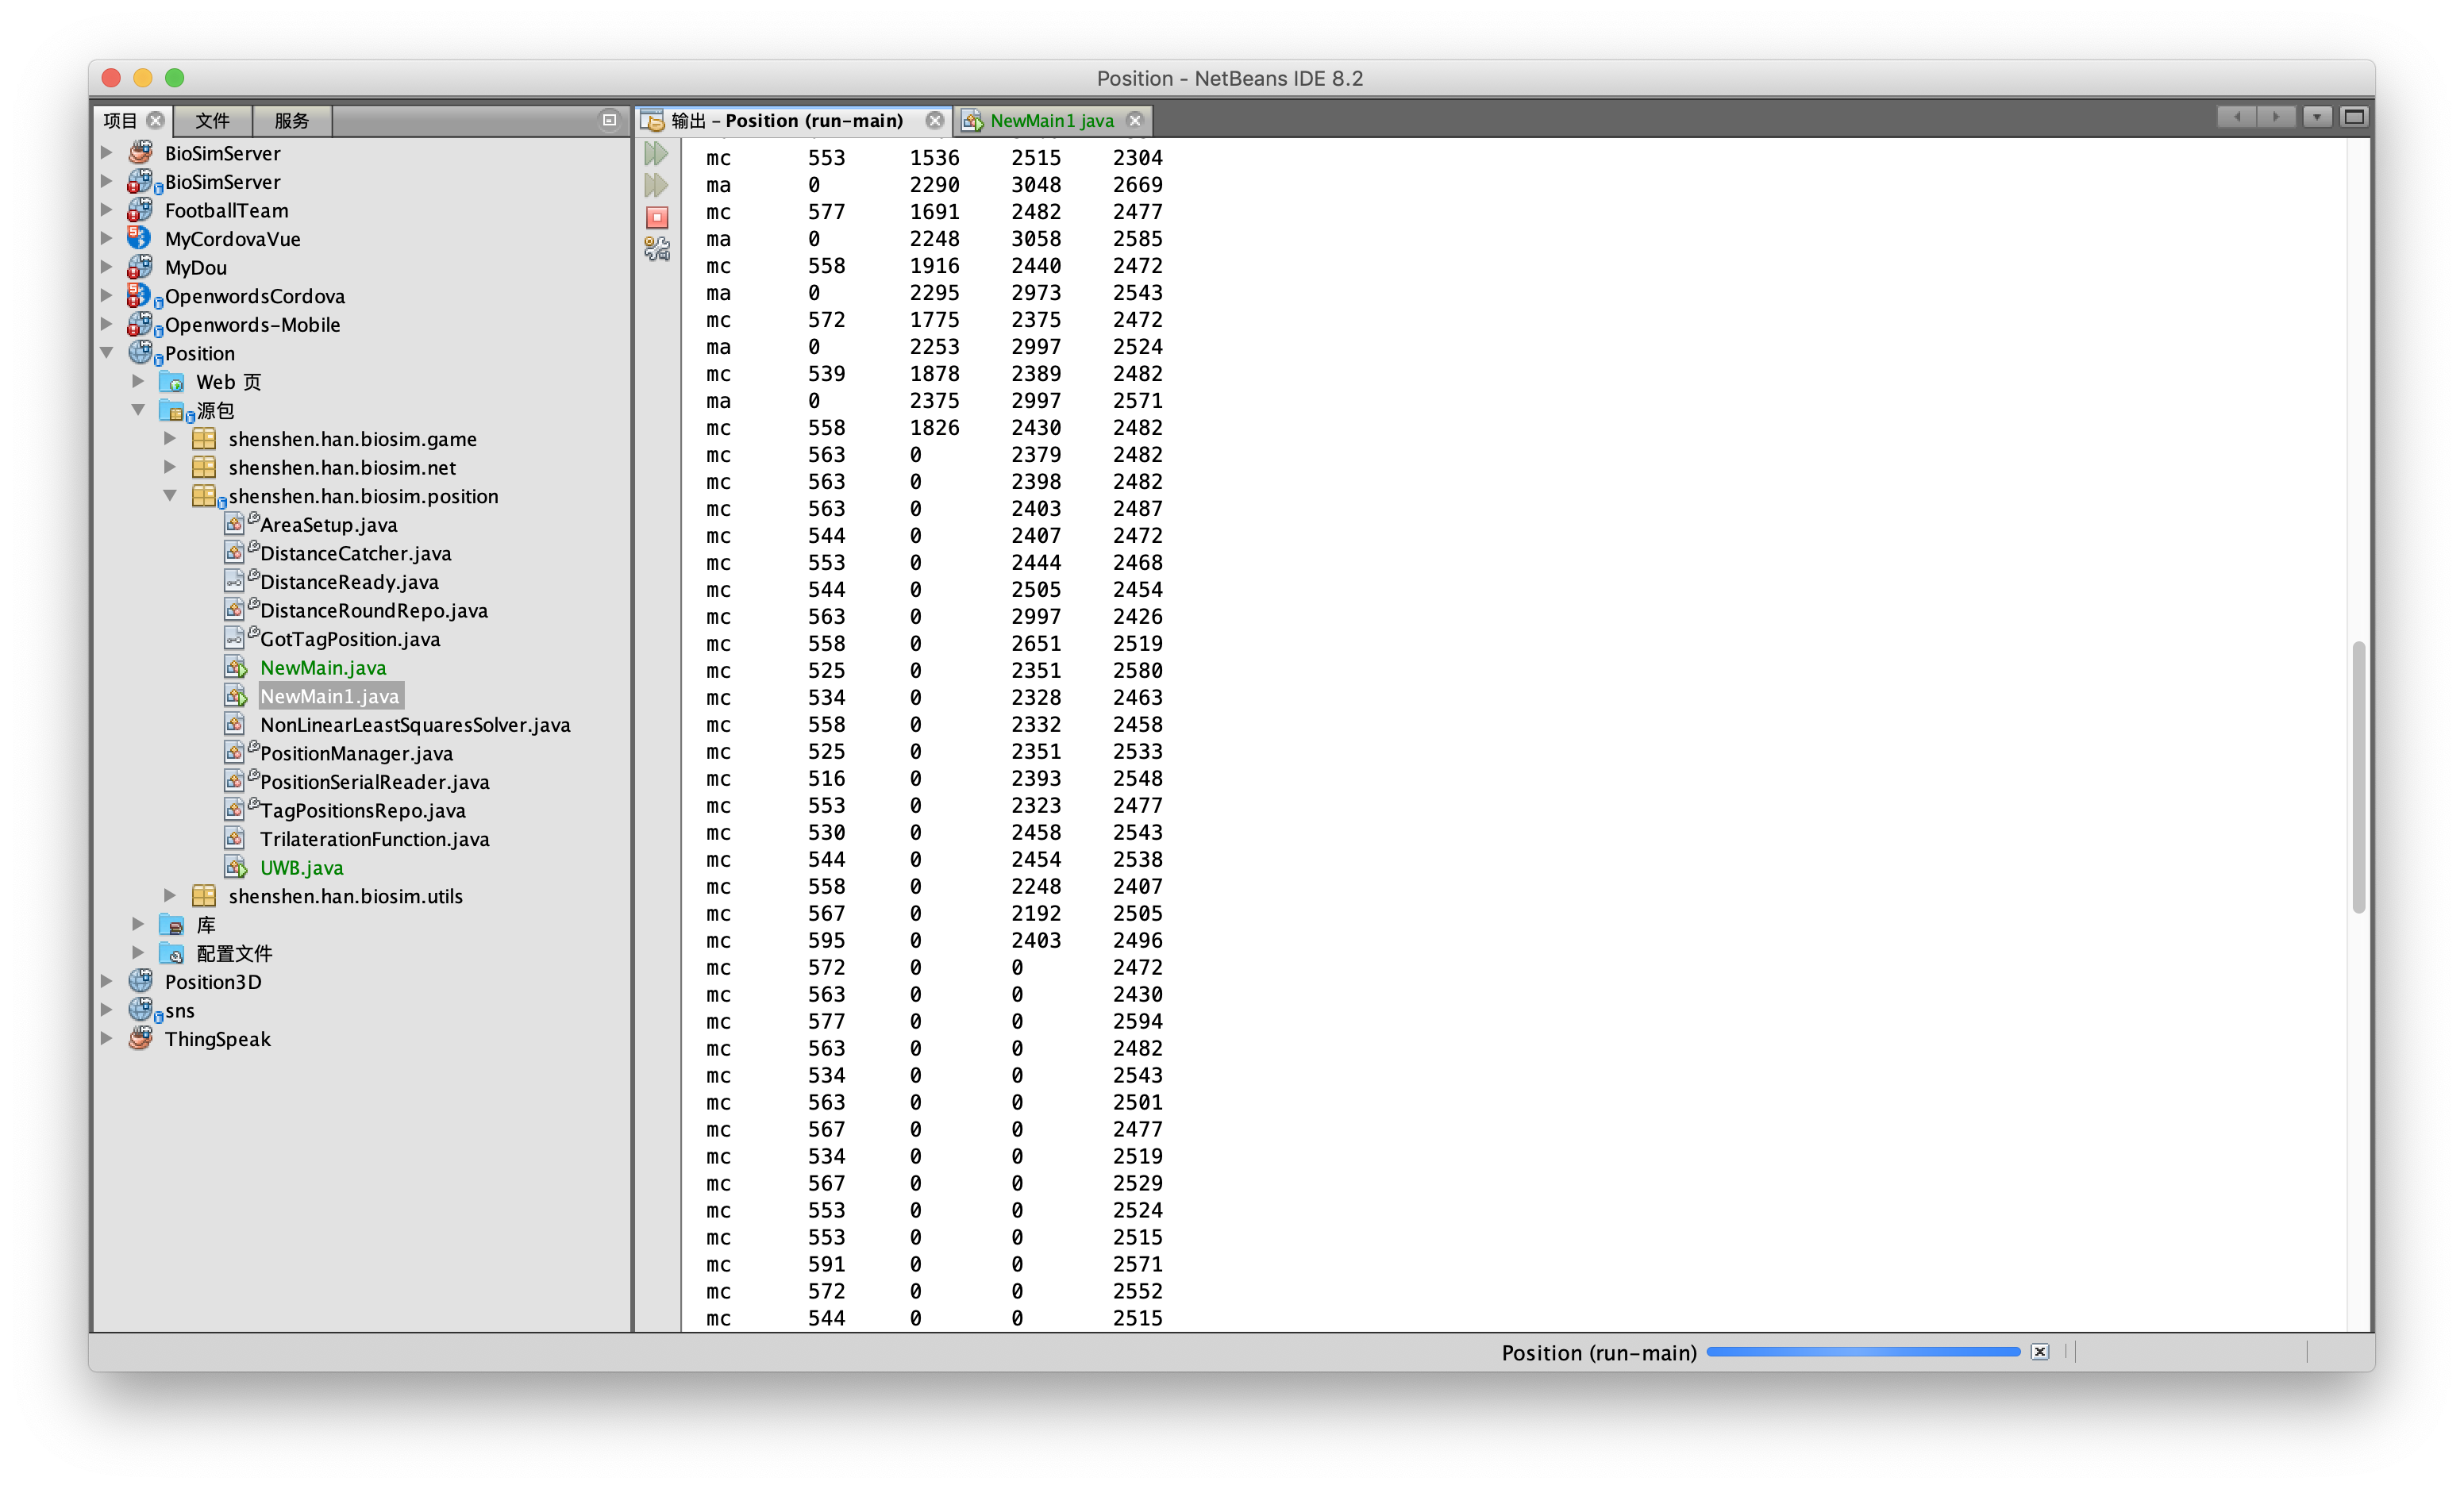 Position - NetBeans IDE 8.2
项目 文件 服务
BioSimServer
BioSimServer
FootballTeam
MyCordovaVue
MyDou
OpenwordsCordova
Openwords-Mobile
Position
Web 页
源包
shenshen.han.biosim.game
shenshen.han.biosim.net
shenshen.han.biosim.position
AreaSetup.java
DistanceCatcher.java
DistanceReady.java
DistanceRoundRepo.java
GotTagPosition.java
NewMain.java
NewMain1.java
NonLinearLeastSquaresSolver.java
PositionManager.java
PositionSerialReader.java
TagPositionsRepo.java
TrilaterationFunction.java
UWB.java
shenshen.han.biosim.utils
库
配置文件
Position3D
sns
ThingSpeak
输出 - Position (run-main) NewMain1 java
mc 553 1536 2515 2304
ma 0 2290 3048 2669
mc 577 1691 2482 2477
ma 0 2248 3058 2585
mc 558 1916 2440 2472
ma 0 2295 2973 2543
mc 572 1775 2375 2472
ma 0 2253 2997 2524
mc 539 1878 2389 2482
ma 0 2375 2997 2571
mc 558 1826 2430 2482
mc 563 0 2379 2482
mc 563 0 2398 2482
mc 563 0 2403 2487
mc 544 0 2407 2472
mc 553 0 2444 2468
mc 544 0 2505 2454
mc 563 0 2997 2426
mc 558 0 2651 2519
mc 525 0 2351 2580
mc 534 0 2328 2463
mc 558 0 2332 2458
mc 525 0 2351 2533
mc 516 0 2393 2548
mc 553 0 2323 2477
mc 530 0 2458 2543
mc 544 0 2454 2538
mc 558 0 2248 2407
mc 567 0 2192 2505
mc 595 0 2403 2496
mc 572 0 0 2472
mc 563 0 0 2430
mc 577 0 0 2594
mc 563 0 0 2482
mc 534 0 0 2543
mc 563 0 0 2501
mc 567 0 0 2477
mc 534 0 0 2519
mc 567 0 0 2529
mc 553 0 0 2524
mc 553 0 0 2515
mc 591 0 0 2571
mc 572 0 0 2552
mc 544 0 0 2515
Position (run-main)